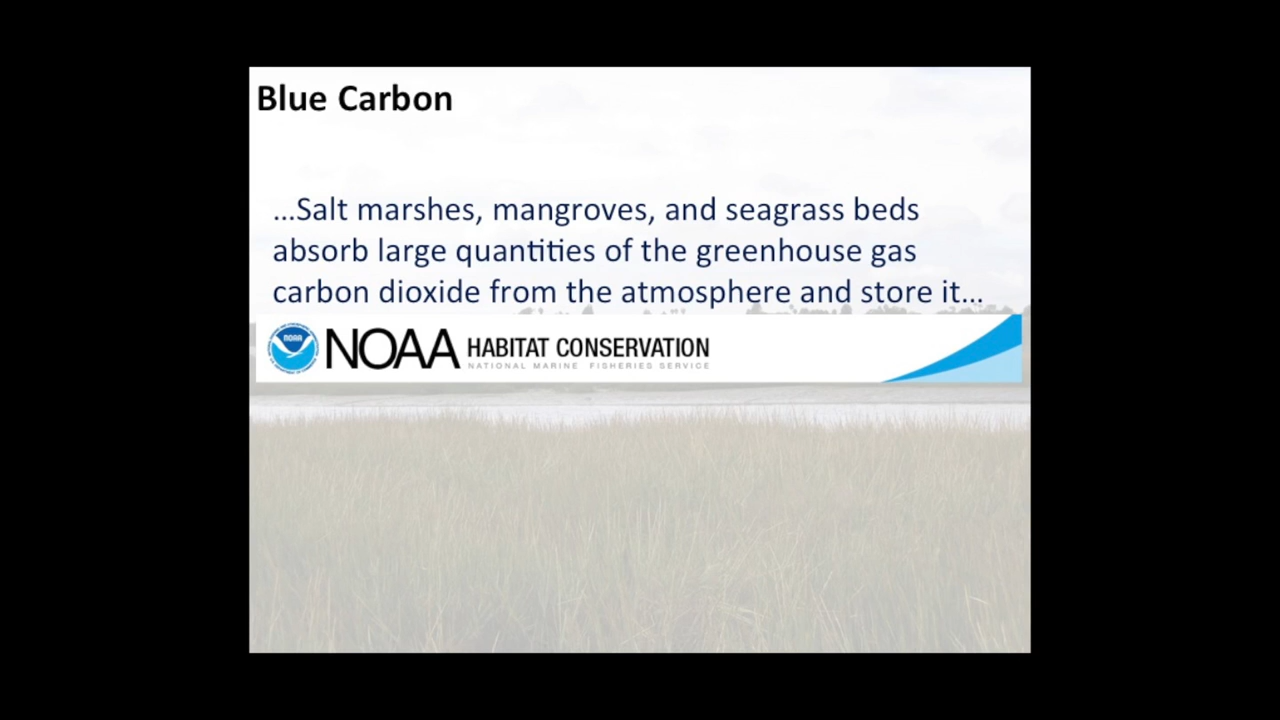 Blue Carbon
...Salt marshes, mangroves, and seagrass beds
absorb large quantities of the greenhouse gas
carbon dioxide from the atmosphere and store it...
NOAA
NOAA HABITAT CONSERVATION
NATIONAL MARINE FISHERIES SERVICE